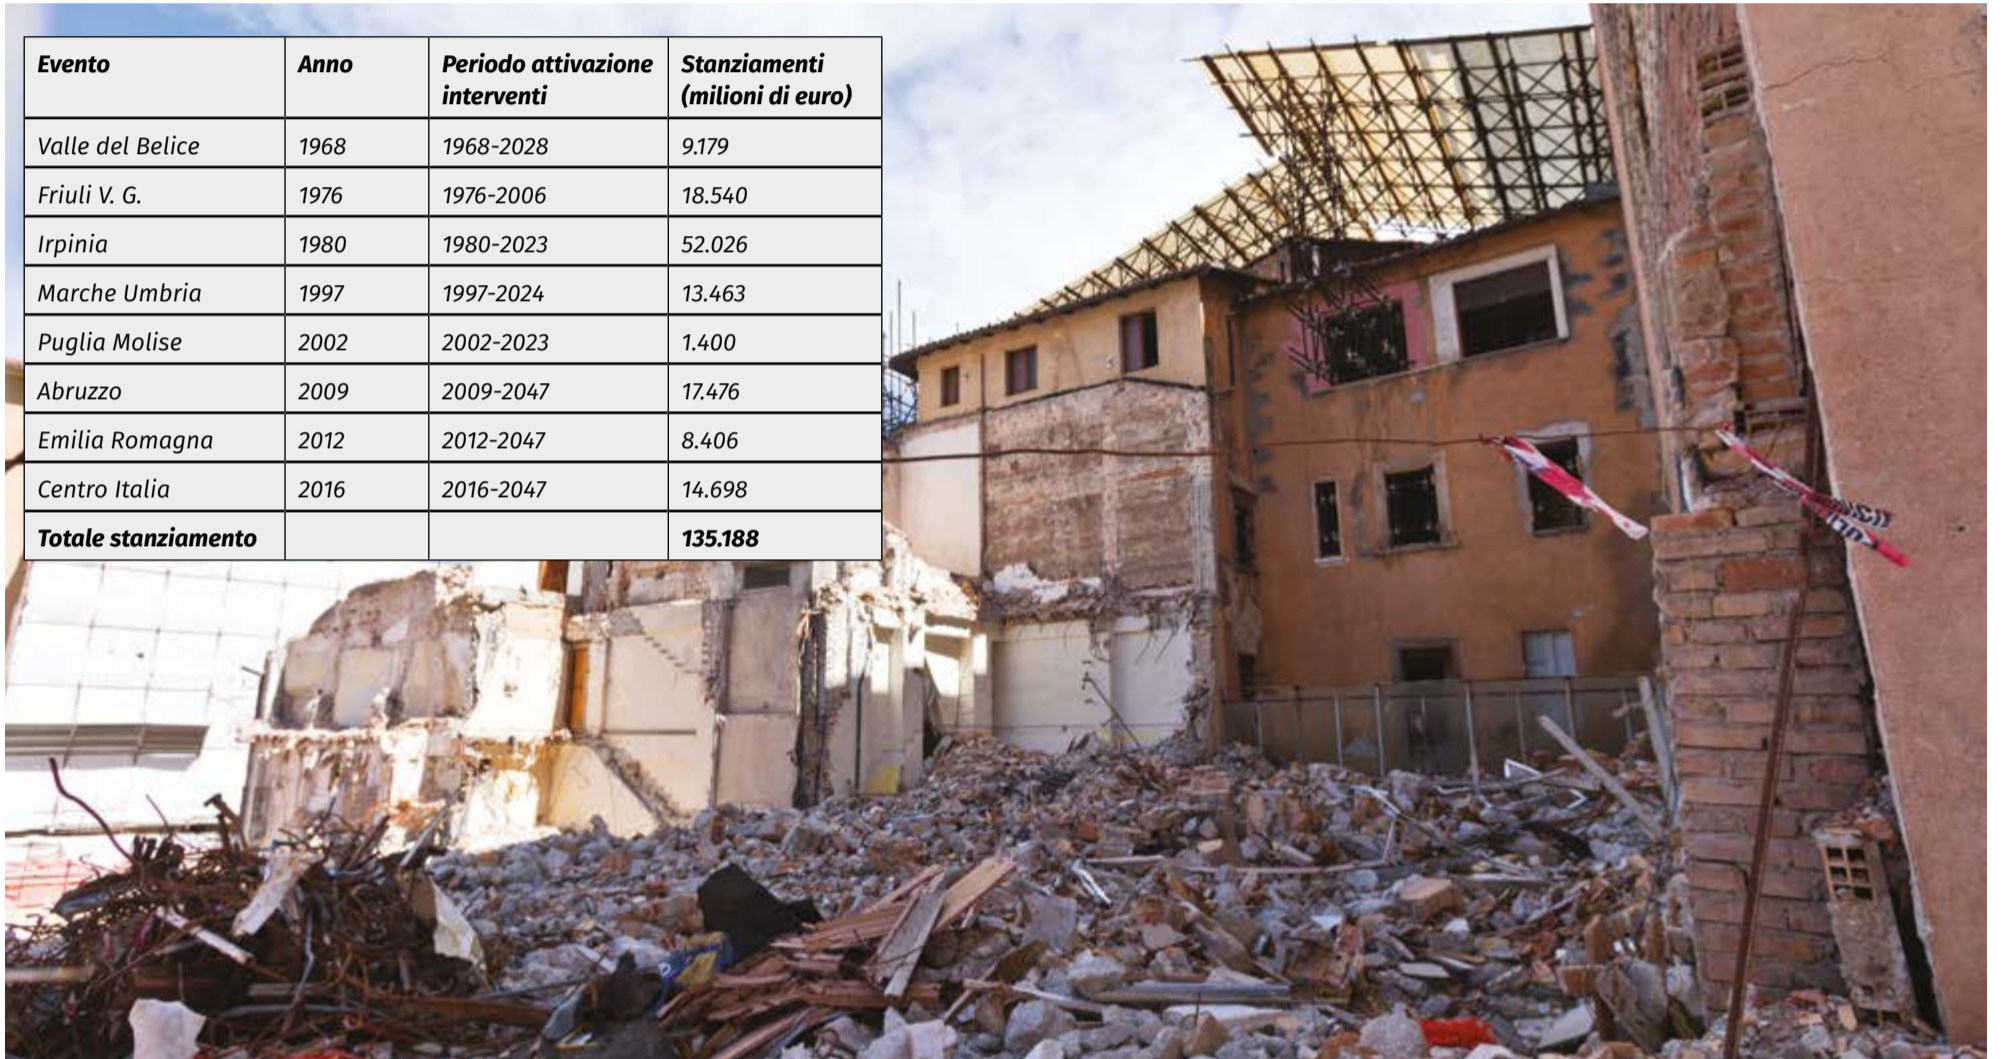 Evento Anno Periodo attivazione interventi Stanziamenti (milioni di euro)
Valle del Belice 1968 1968-2028 9.179
Friuli V. G. 1976 1976-2006 18.540
Irpinia 1980 1980-2023 52.026
Marche Umbria 1997 1997-2024 13.463
Puglia Molise 2002 2002-2023 1.400
Abruzzo 2009 2009-2047 17.476
Emilia Romagna 2012 2012-2047 8.406
Centro Italia 2016 2016-2047 14.698
Totale stanziamento 135.188